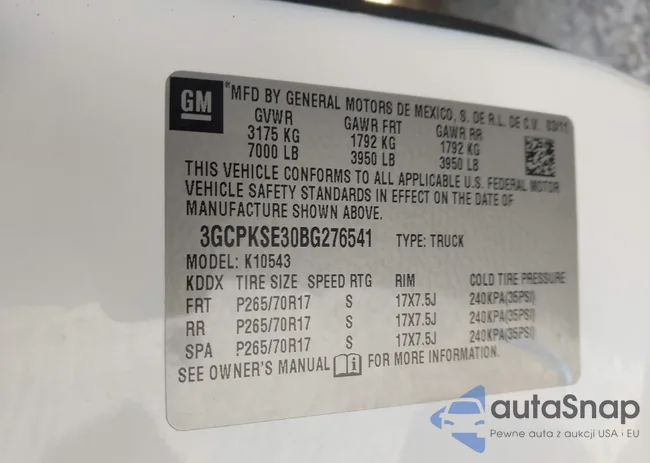 GM *MFD BY GENERAL MOTORS DE MEXICO, S. DE R.L. DE C.V. 03/11
GVWR GAWR FRT GAWR RR
3175 KG 1792 KG 1792 KG
7000 LB 3950 LB 3950 LB
THIS VEHICLE CONFORMS TO ALL APPLICABLE U.S. FEDERAL MOTOR
VEHICLE SAFETY STANDARDS IN EFFECT ON THE DATE OF
MANUFACTURE SHOWN ABOVE.
3GCPKSE30BG276541 TYPE: TRUCK
MODEL: K10543
KDDX TIRE SIZE SPEED RTG RIM COLD TIRE PRESSURE
FRT P265/70R17 S 17X7.5J 240KPA(35PSI)
RR P265/70R17 S 17X7.5J 240KPA(35PSI)
SPA P265/70R17 S 17X7.5J 240KPA(35PSI)
SEE OWNER'S MANUAL FOR MORE INFORMATION.
autaSnap
Pewne auta z aukcji USA i EU